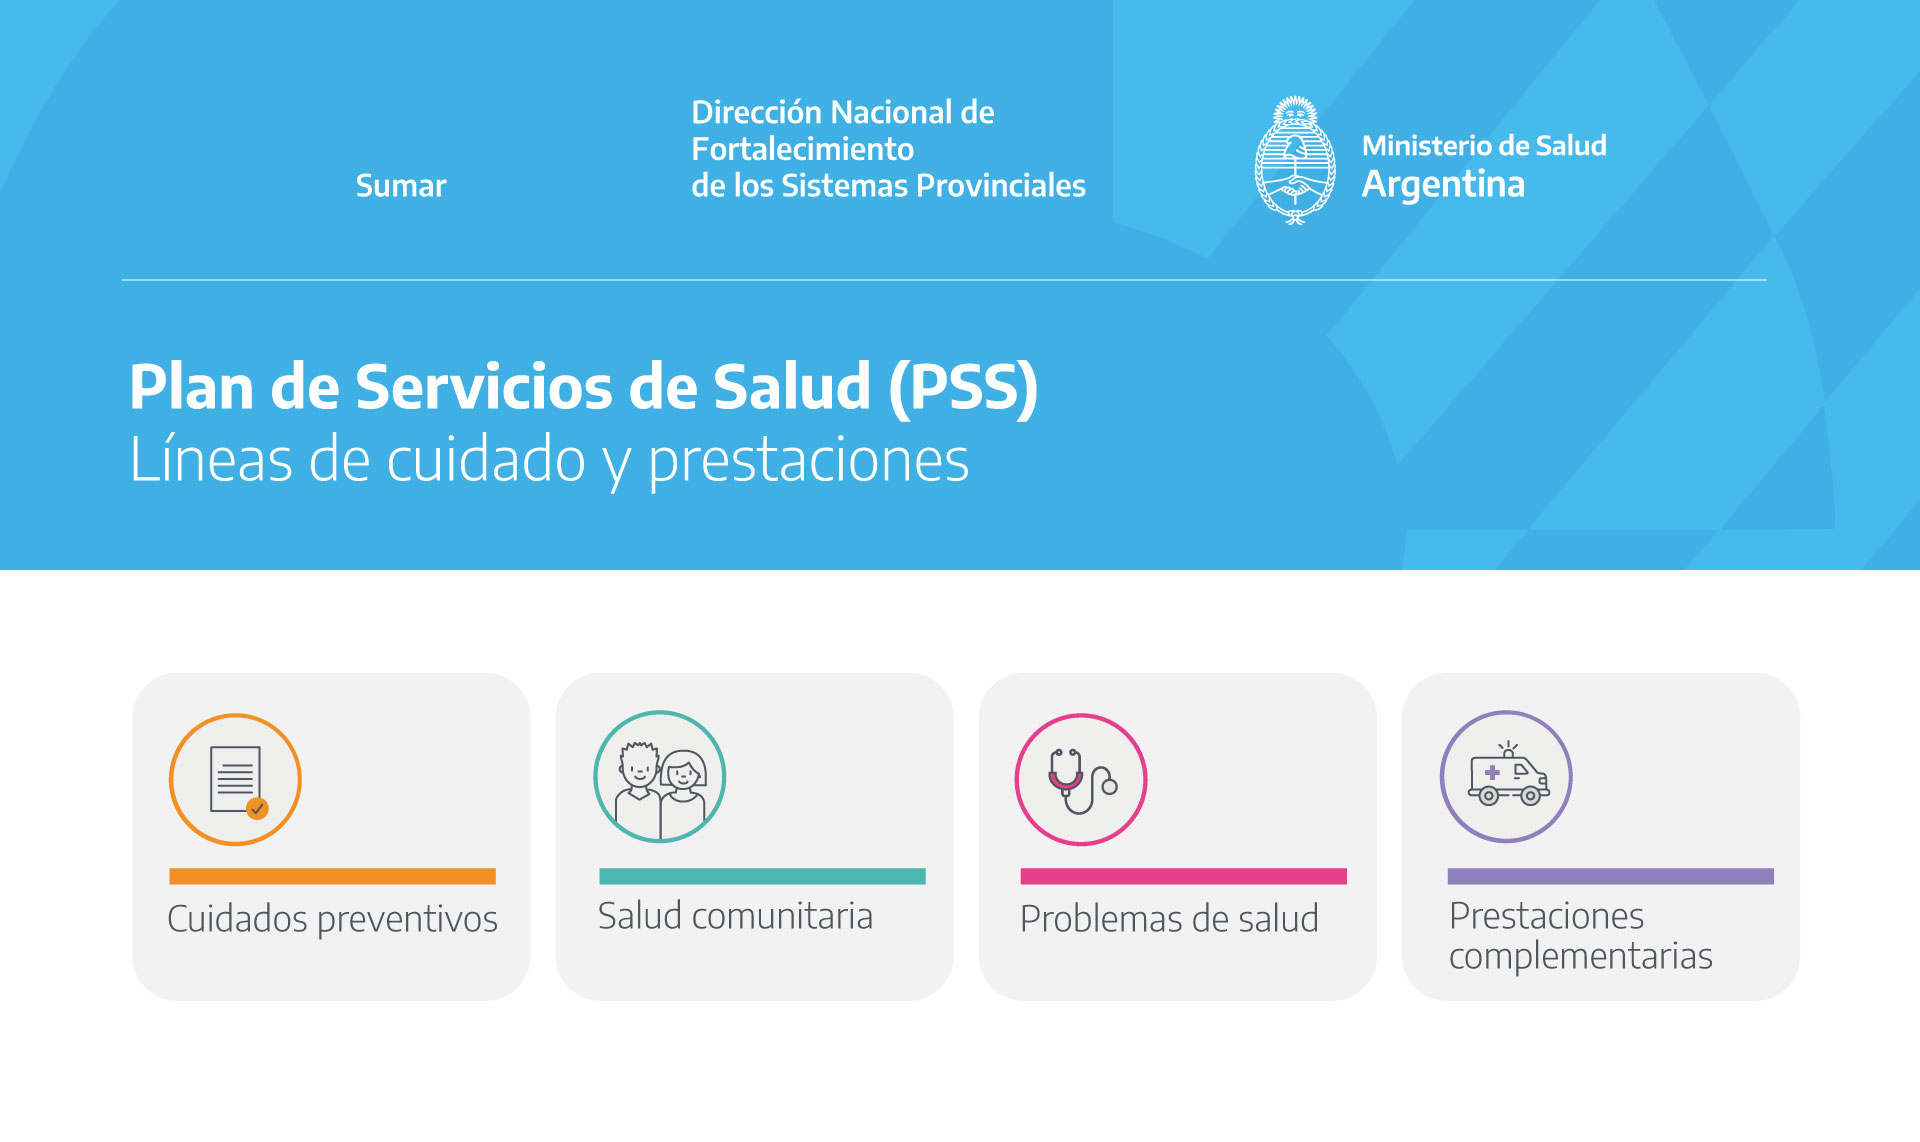 Sumar
Dirección Nacional de
Fortalecimiento
de los Sistemas Provinciales
Ministerio de Salud
Argentina
Plan de Servicios de Salud (PSS)
Líneas de cuidado y prestaciones
Cuidados preventivos
Salud comunitaria
Problemas de salud
Prestaciones
complementarias